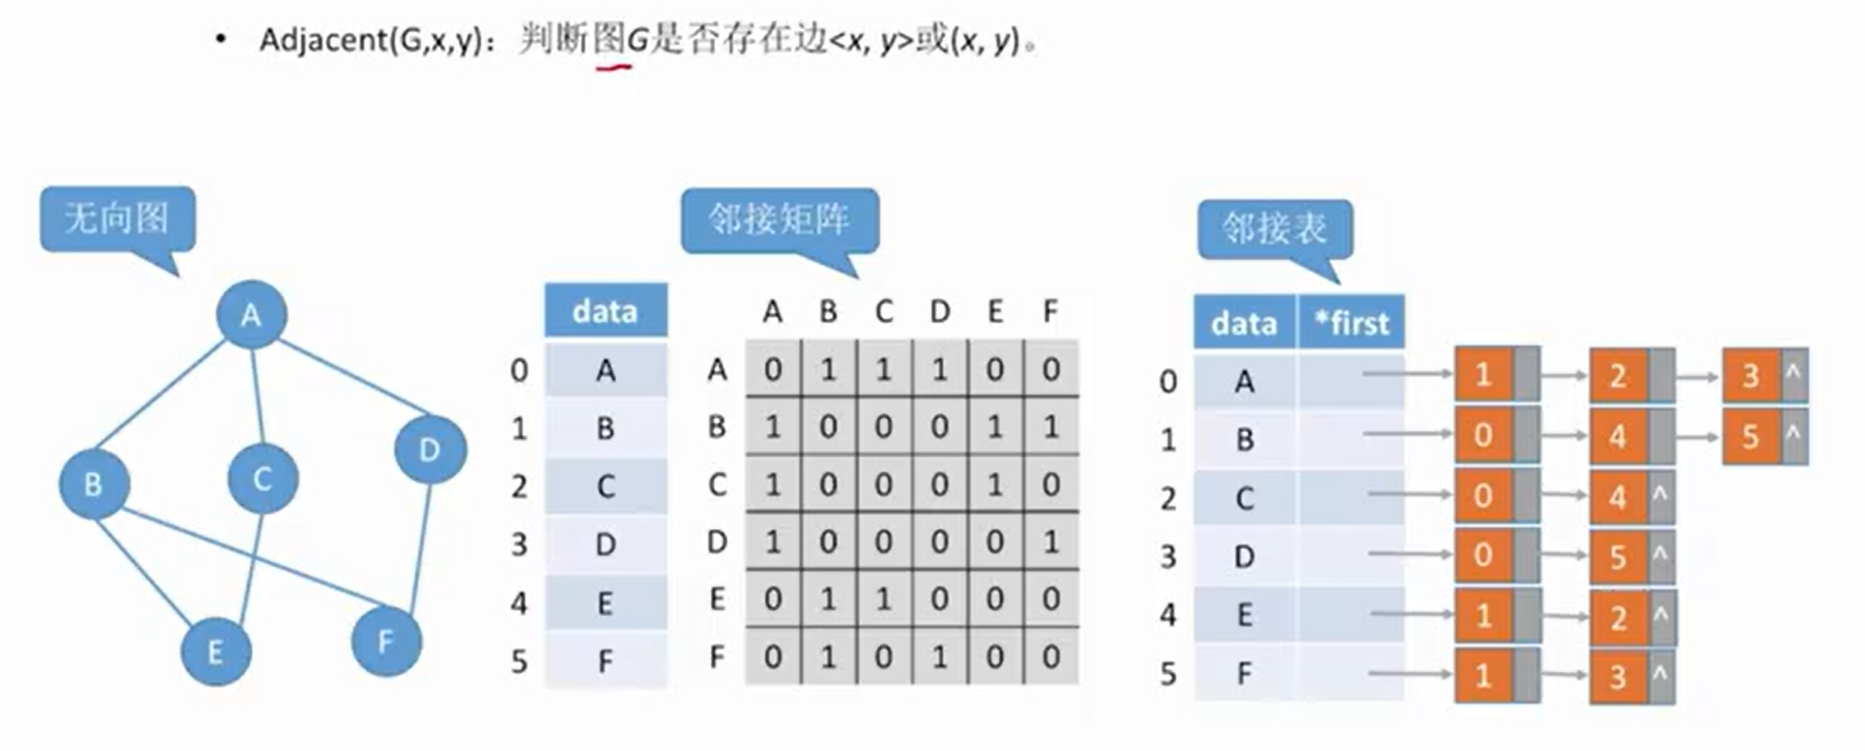 • Adjacent(G,x,y)：判断图G是否存在边<x, y>或(x, y)。
无向图
A
B
C
D
E
F
邻接矩阵
data
0 A
1 B
2 C
3 D
4 E
5 F
A B C D E F
A 0 1 1 1 0 0
B 1 0 0 0 1 1
C 1 0 0 0 1 0
D 1 0 0 0 0 1
E 0 1 1 0 0 0
F 0 1 0 1 0 0
邻接表
data *first
0 A 1 2 3 ^
1 B 0 4 5 ^
2 C 0 4 ^
3 D 0 5 ^
4 E 1 2 ^
5 F 1 3 ^